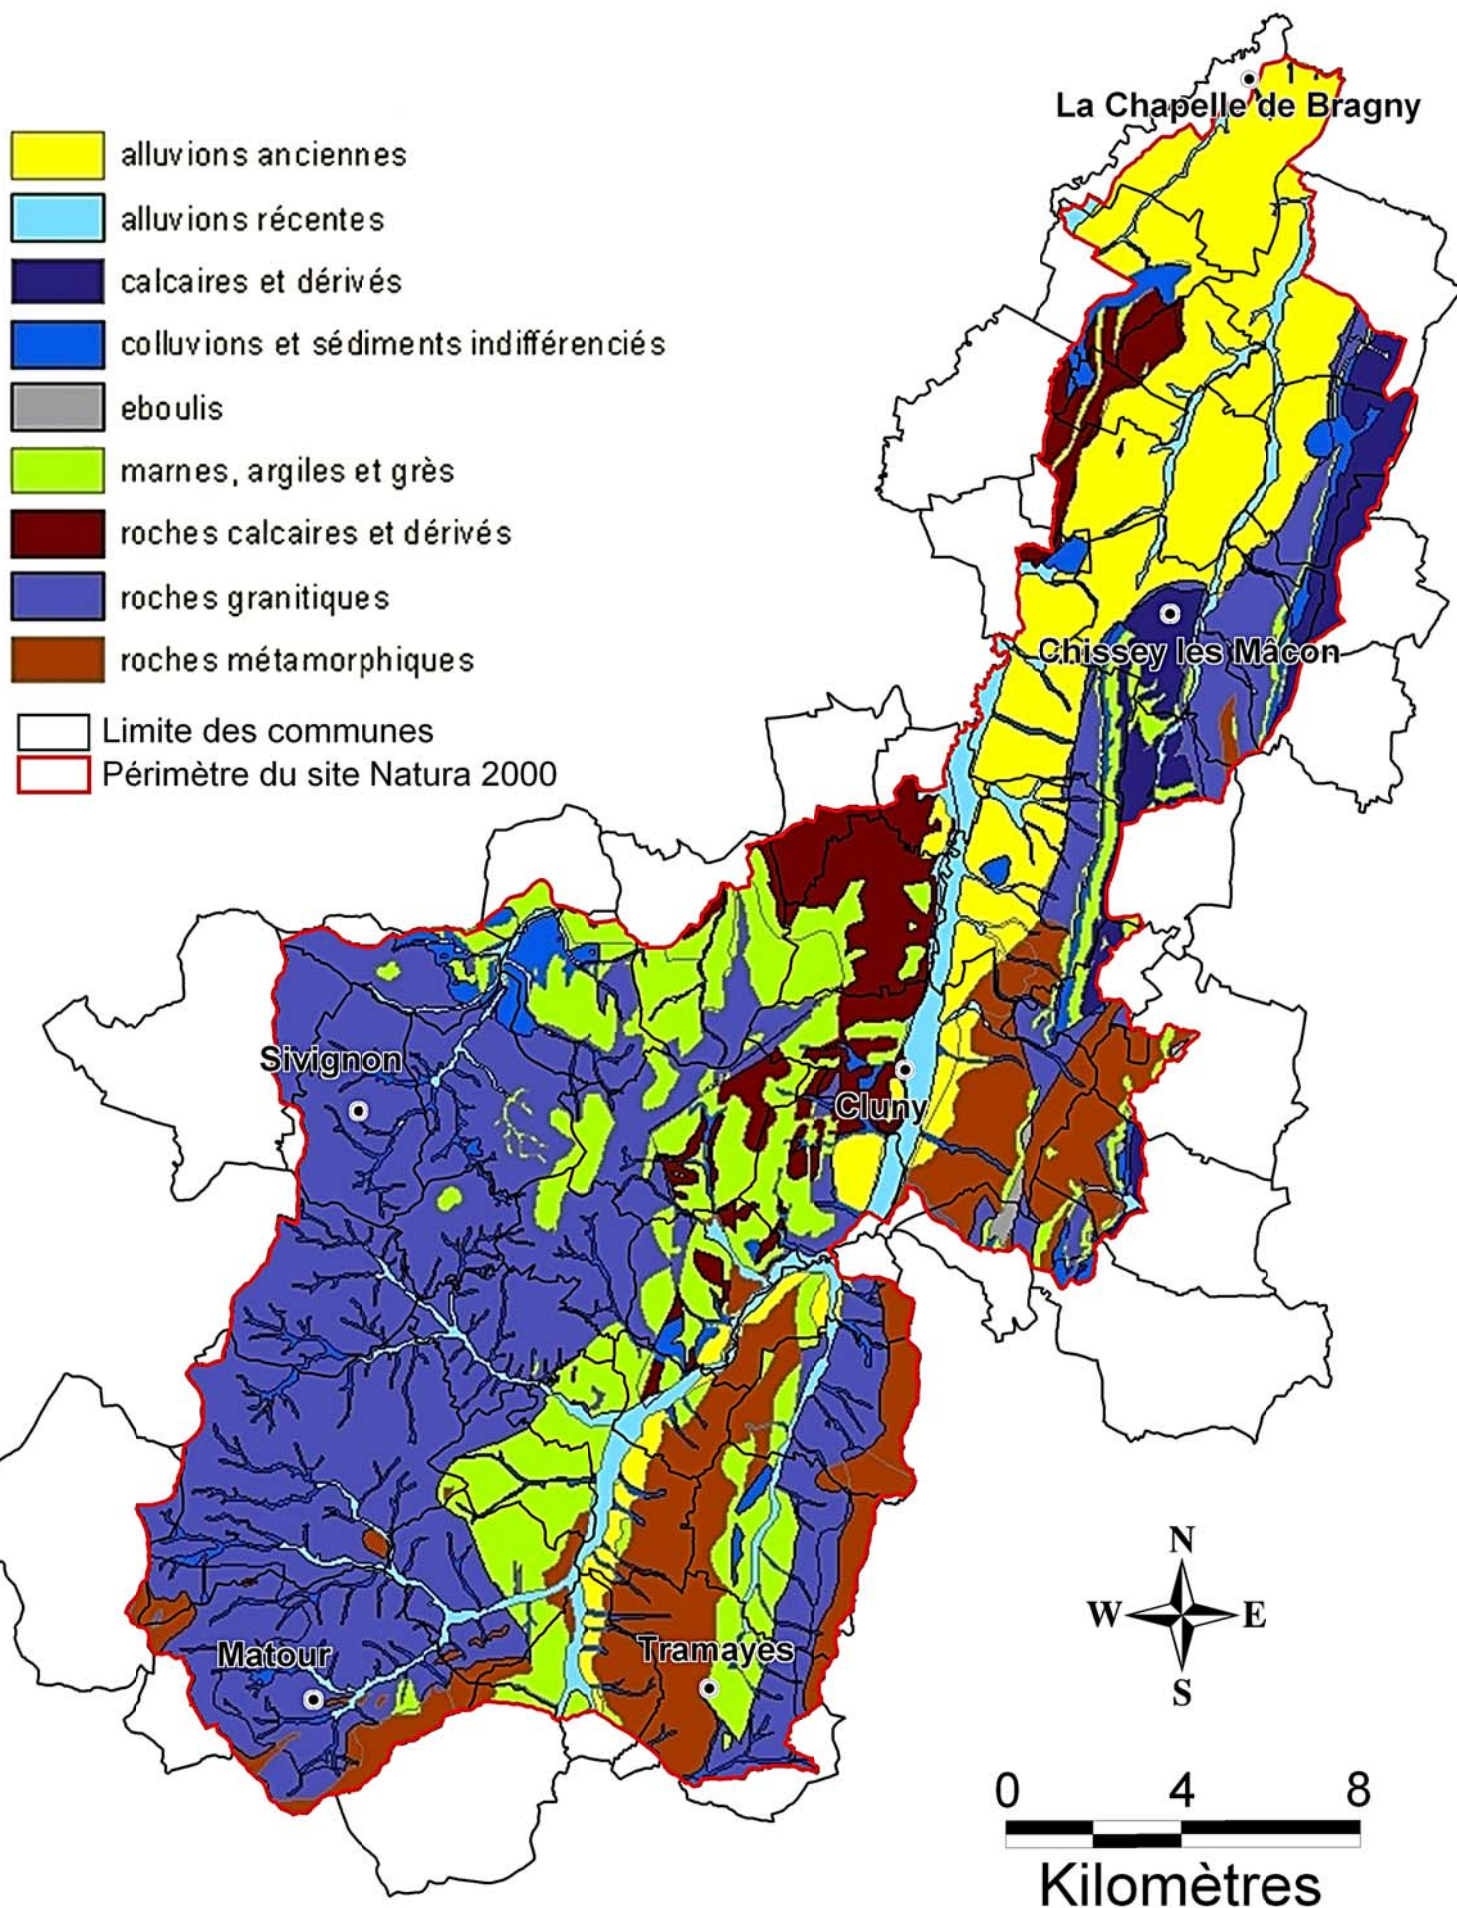 La Chapelle de Bragny
alluvions anciennes
alluvions récentes
calcaires et dérivés
colluvions et sédiments indifférenciés
eboulis
marnes, argiles et grès
roches calcaires et dérivés
roches granitiques
roches métamorphiques
Limite des communes
Périmètre du site Natura 2000
Chissey les Mâcon
Sivignon
Cluny
Matour
Tramayes
N
W E
S
0 4 8
Kilomètres